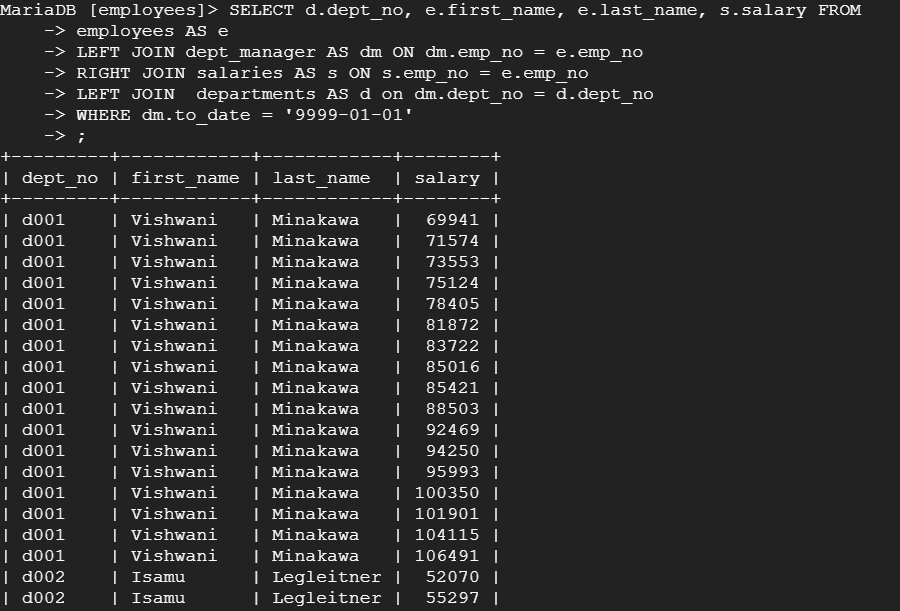 MariaDB [employees]> SELECT d.dept_no, e.first_name, e.last_name, s.salary FROM
    -> employees AS e
    -> LEFT JOIN dept_manager AS dm ON dm.emp_no = e.emp_no
    -> RIGHT JOIN salaries AS s ON s.emp_no = e.emp_no
    -> LEFT JOIN  departments AS d on dm.dept_no = d.dept_no
    -> WHERE dm.to_date = '9999-01-01'
    -> ;
+---------+------------+------------+--------+
| dept_no | first_name | last_name  | salary |
+---------+------------+------------+--------+
| d001    | Vishwani   | Minakawa   |  69941 |
| d001    | Vishwani   | Minakawa   |  71574 |
| d001    | Vishwani   | Minakawa   |  73553 |
| d001    | Vishwani   | Minakawa   |  75124 |
| d001    | Vishwani   | Minakawa   |  78405 |
| d001    | Vishwani   | Minakawa   |  81872 |
| d001    | Vishwani   | Minakawa   |  83722 |
| d001    | Vishwani   | Minakawa   |  85016 |
| d001    | Vishwani   | Minakawa   |  85421 |
| d001    | Vishwani   | Minakawa   |  88503 |
| d001    | Vishwani   | Minakawa   |  92469 |
| d001    | Vishwani   | Minakawa   |  94250 |
| d001    | Vishwani   | Minakawa   |  95993 |
| d001    | Vishwani   | Minakawa   | 100350 |
| d001    | Vishwani   | Minakawa   | 101901 |
| d001    | Vishwani   | Minakawa   | 104115 |
| d001    | Vishwani   | Minakawa   | 106491 |
| d002    | Isamu      | Legleitner |  52070 |
| d002    | Isamu      | Legleitner |  55297 |